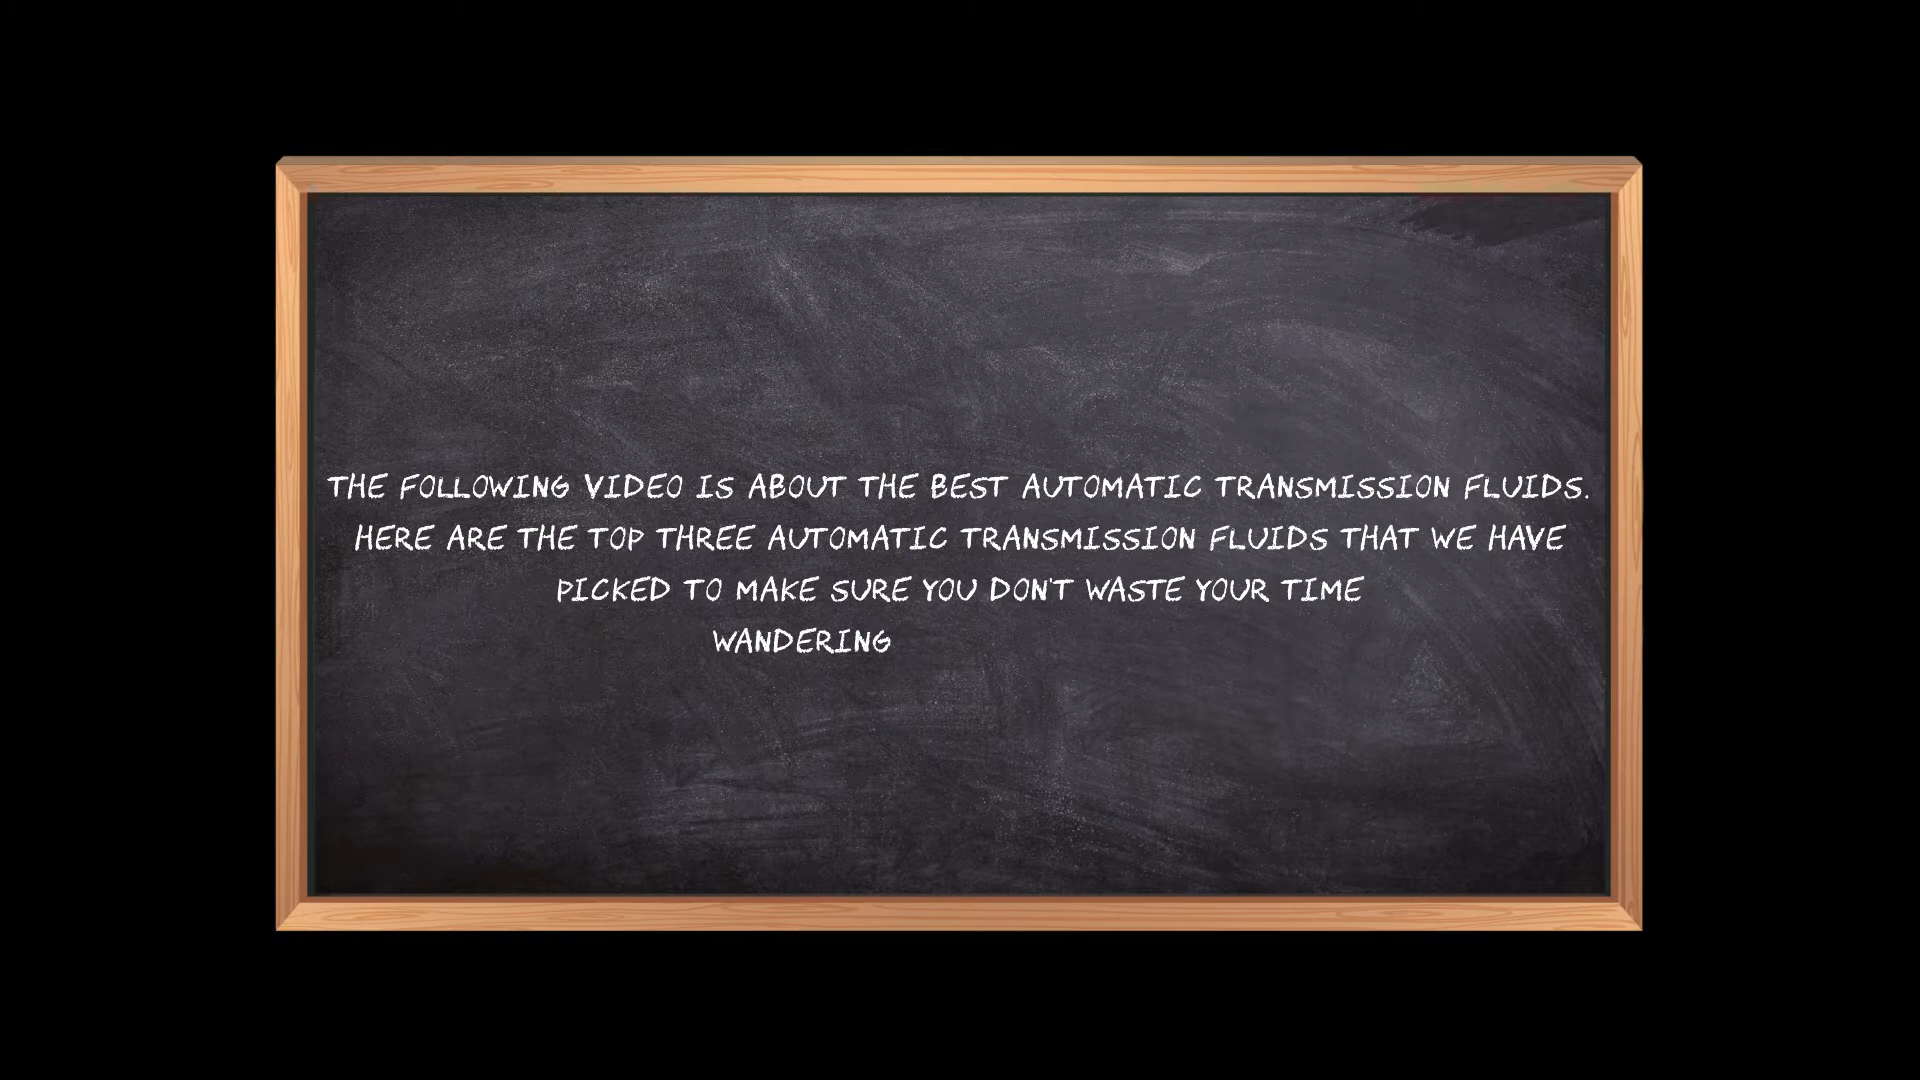 THE FOLLOWING VIDEO IS ABOUT THE BEST AUTOMATIC TRANSMISSION FLUIDS.
HERE ARE THE TOP THREE AUTOMATIC TRANSMISSION FLUIDS THAT WE HAVE
PICKED TO MAKE SURE YOU DON'T WASTE YOUR TIME
WANDERING